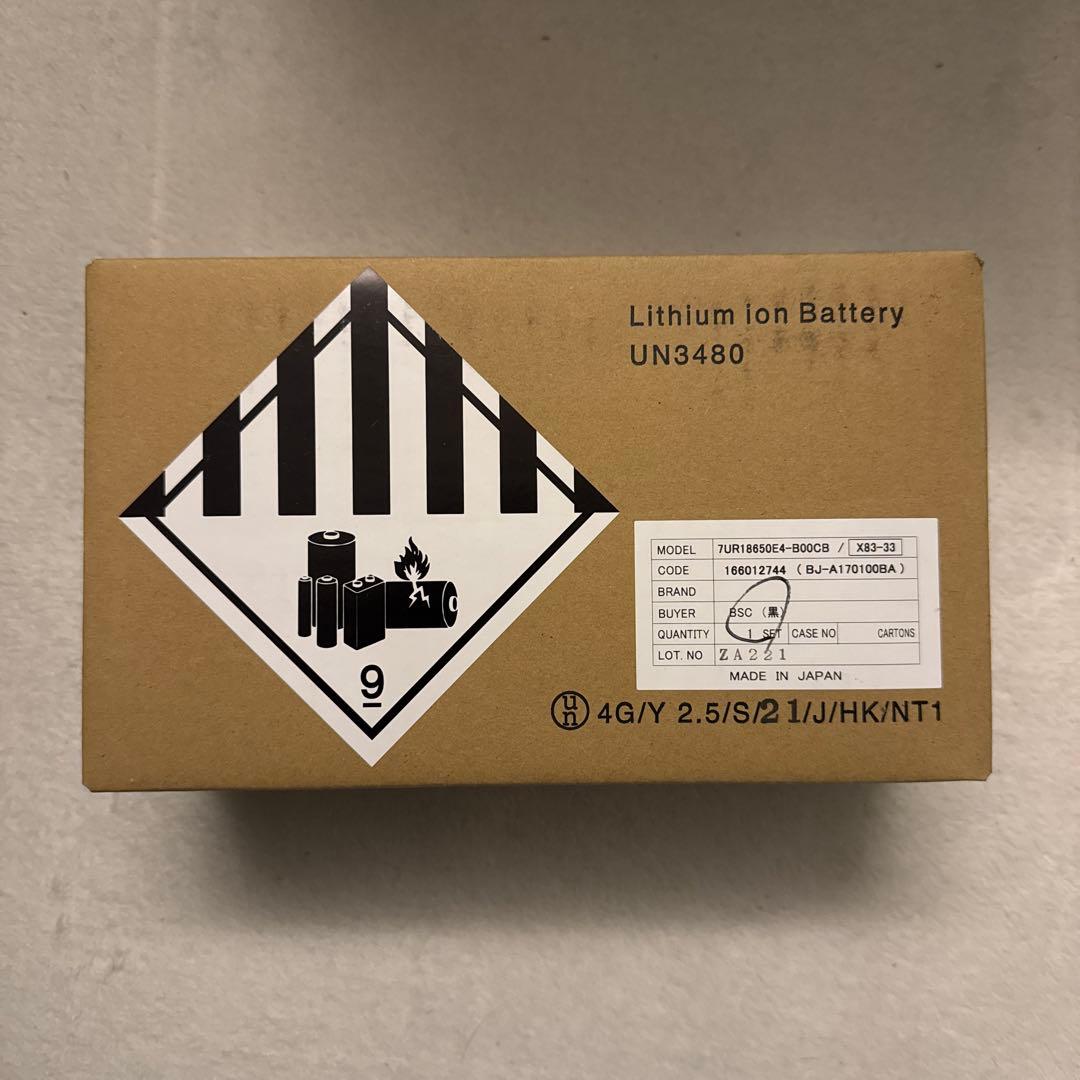 Lithium ion Battery
UN3480
MODEL 7UR18650E4-B00CB / X83-33
CODE 166012744 ( BJ-A170100BA )
BRAND
BUYER BSC (黒)
QUANTITY 1 SET CASE NO CARTONS
LOT. NO ZA221
MADE IN JAPAN
9
un 4G/Y 2.5/S/21/J/HK/NT1